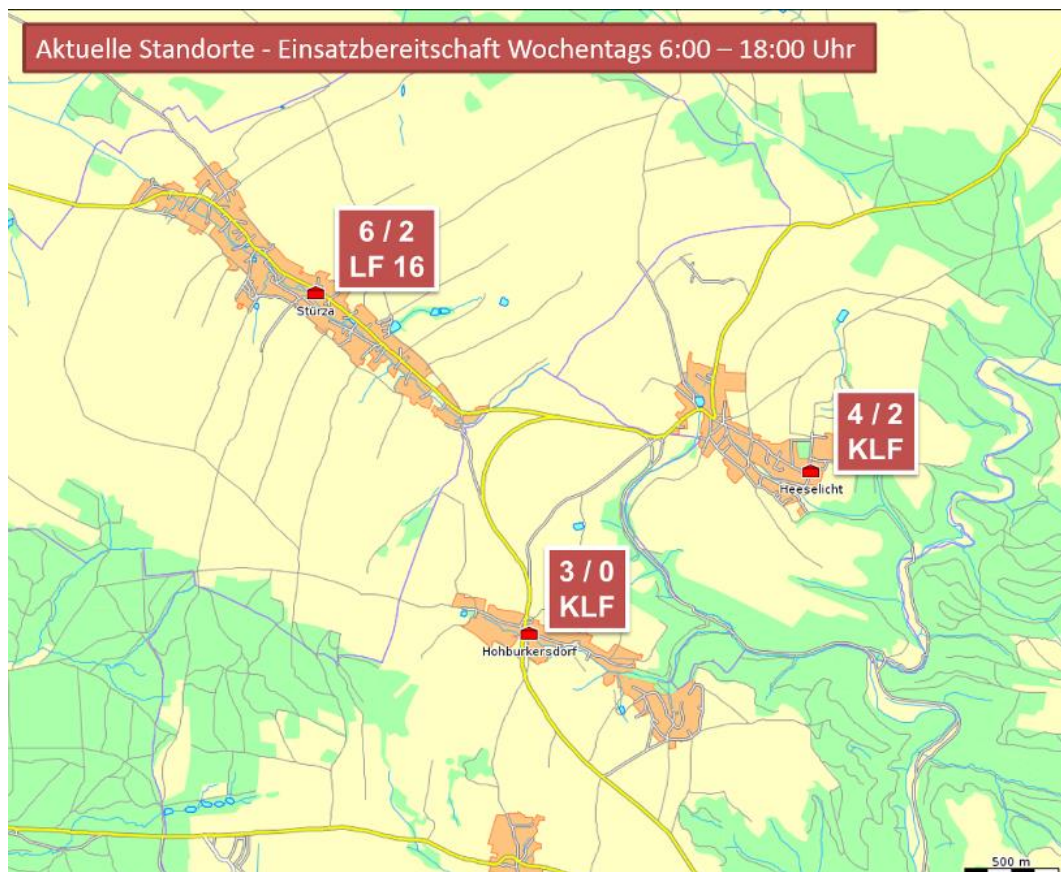 Aktuelle Standorte - Einsatzbereitschaft Wochentags 6:00 – 18:00 Uhr
6 / 2
LF 16
Stürza
4 / 2
KLF
Heeselicht
3 / 0
KLF
Hohburkersdorf
500 m